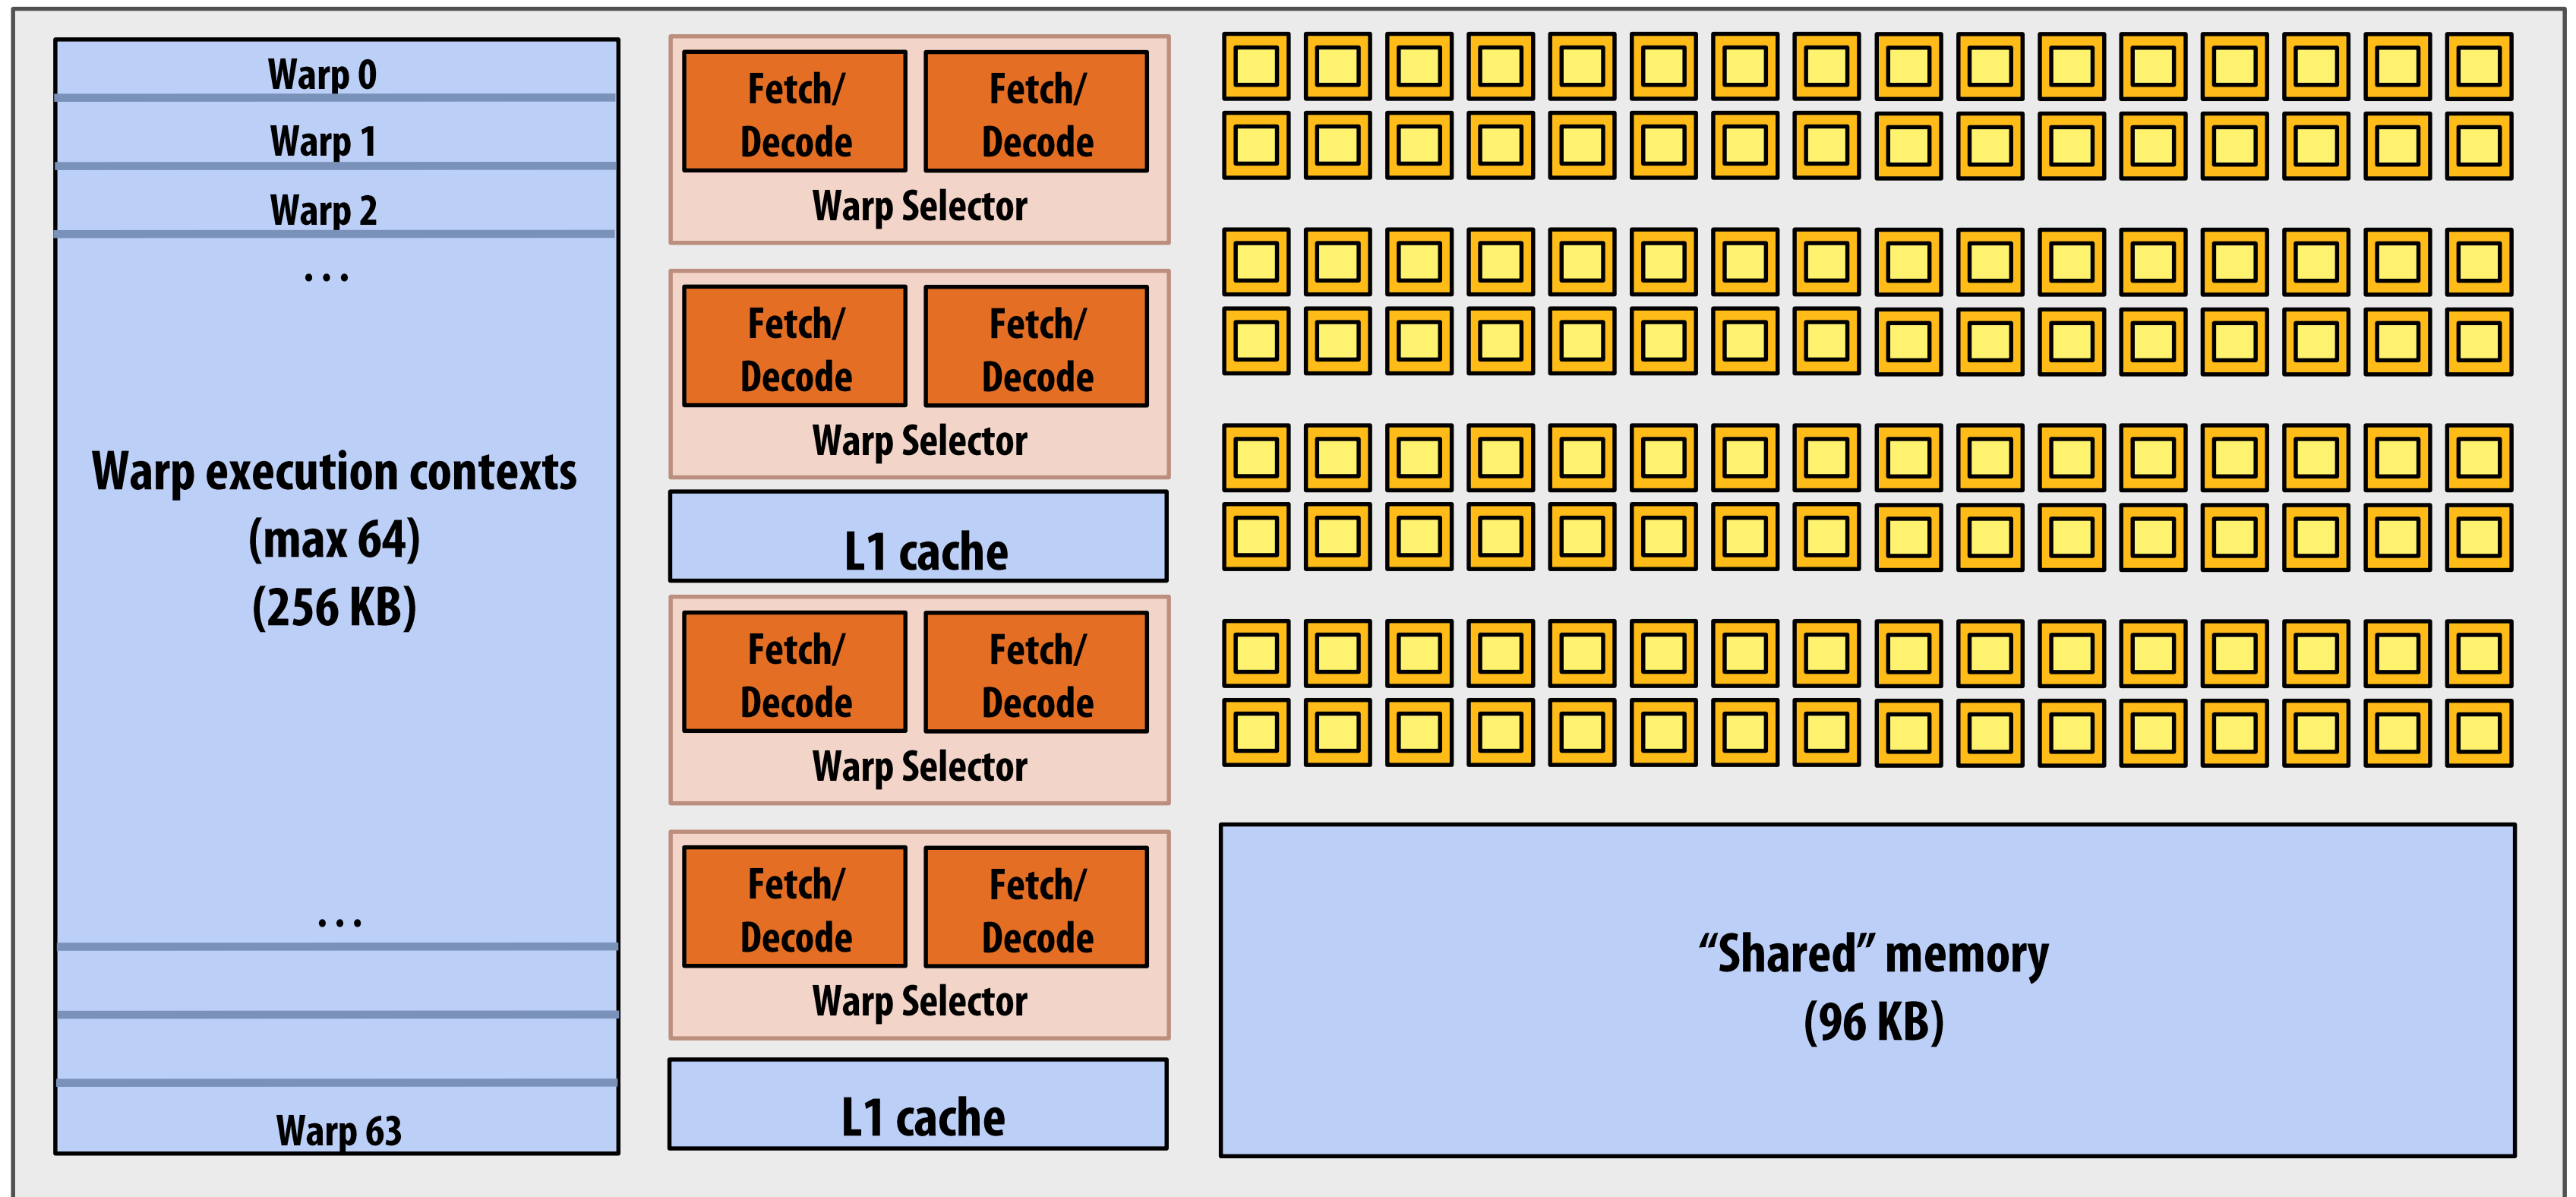 Warp 0
Warp 1
Warp 2
...
Warp execution contexts
(max 64)
(256 KB)
...
Warp 63
Fetch/
Decode
Fetch/
Decode
Warp Selector
Fetch/
Decode
Fetch/
Decode
Warp Selector
L1 cache
Fetch/
Decode
Fetch/
Decode
Warp Selector
Fetch/
Decode
Fetch/
Decode
Warp Selector
L1 cache
“Shared” memory
(96 KB)